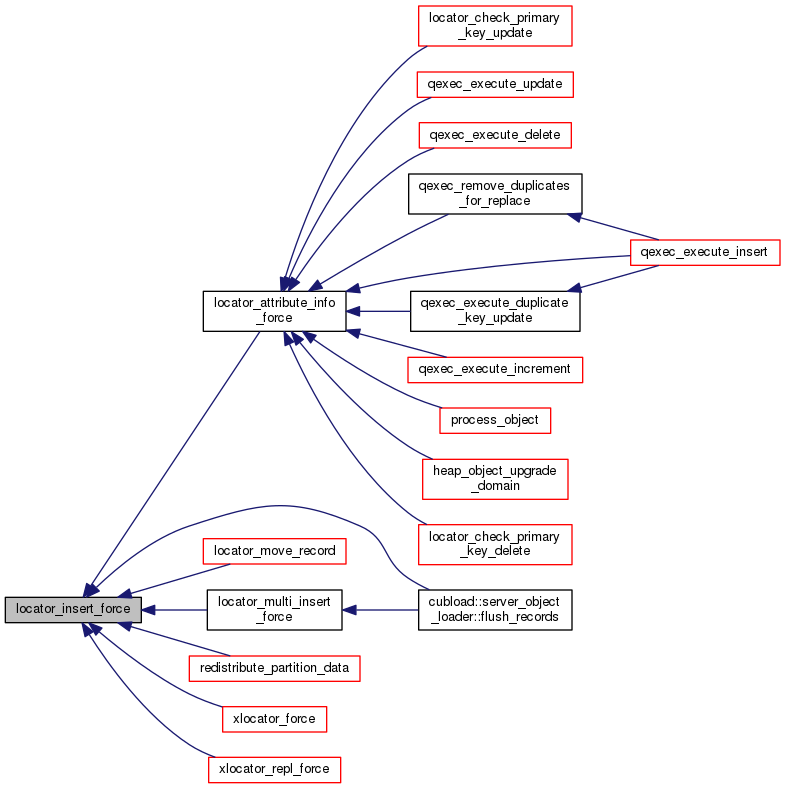 locator_check_primary
_key_update
qexec_execute_update
qexec_execute_delete
qexec_remove_duplicates
_for_replace
qexec_execute_insert
locator_attribute_info
_force
qexec_execute_duplicate
_key_update
qexec_execute_increment
process_object
heap_object_upgrade
_domain
locator_check_primary
_key_delete
locator_move_record
locator_insert_force
locator_multi_insert
_force
cubload::server_object
_loader::flush_records
redistribute_partition_data
xlocator_force
xlocator_repl_force